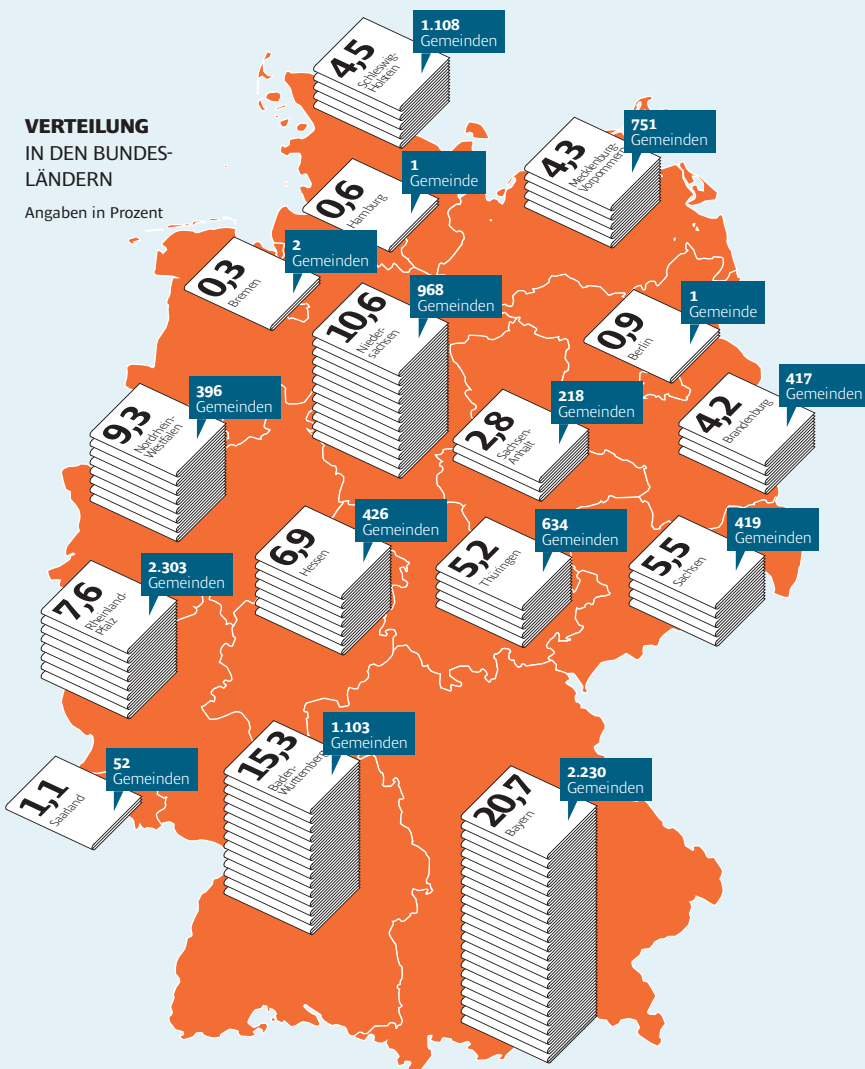 VERTEILUNG
IN DEN BUNDES-
LÄNDERN
Angaben in Prozent
4,5
Schleswig-
Holstein
1.108
Gemeinden
4,3
Mecklenburg-
Vorpommern
751
Gemeinden
0,6
Hamburg
1
Gemeinde
0,3
Bremen
2
Gemeinden
10,6
Nieder-
sachsen
968
Gemeinden
0,9
Berlin
1
Gemeinde
9,3
Nordrhein-
Westfalen
396
Gemeinden
2,8
Sachsen-
Anhalt
218
Gemeinden
4,2
Brandenburg
417
Gemeinden
6,9
Hessen
426
Gemeinden
5,2
Thüringen
634
Gemeinden
5,5
Sachsen
419
Gemeinden
7,6
Rheinland-
Pfalz
2.303
Gemeinden
1,1
Saarland
52
Gemeinden
15,3
Baden-
Württemberg
1.103
Gemeinden
20,7
Bayern
2.230
Gemeinden